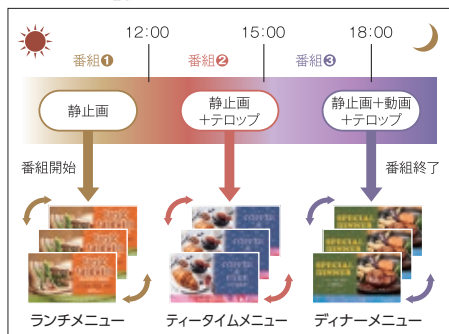 12:00
15:00
18:00
番組❶
番組❷
番組❸
静止画
静止画
+テロップ
静止画+動画
+テロップ
番組開始
番組終了
SPECIAL
DINNER
ランチメニュー
ティータイムメニュー
ディナーメニュー